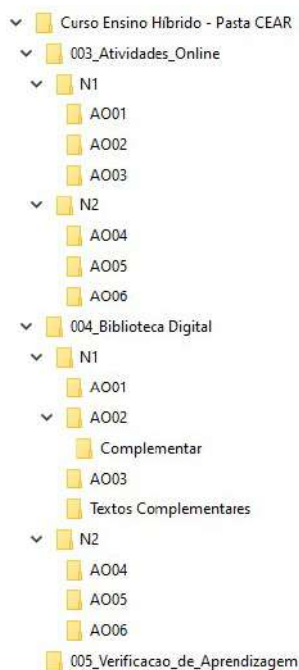 Curso Ensino Híbrido - Pasta CEAR
003_Atividades_Online
N1
AO01
AO02
AO03
N2
AO04
AO05
AO06
004_Biblioteca Digital
N1
AO01
AO02
Complementar
AO03
Textos Complementares
N2
AO04
AO05
AO06
005_Verificacao_de_Aprendizagem